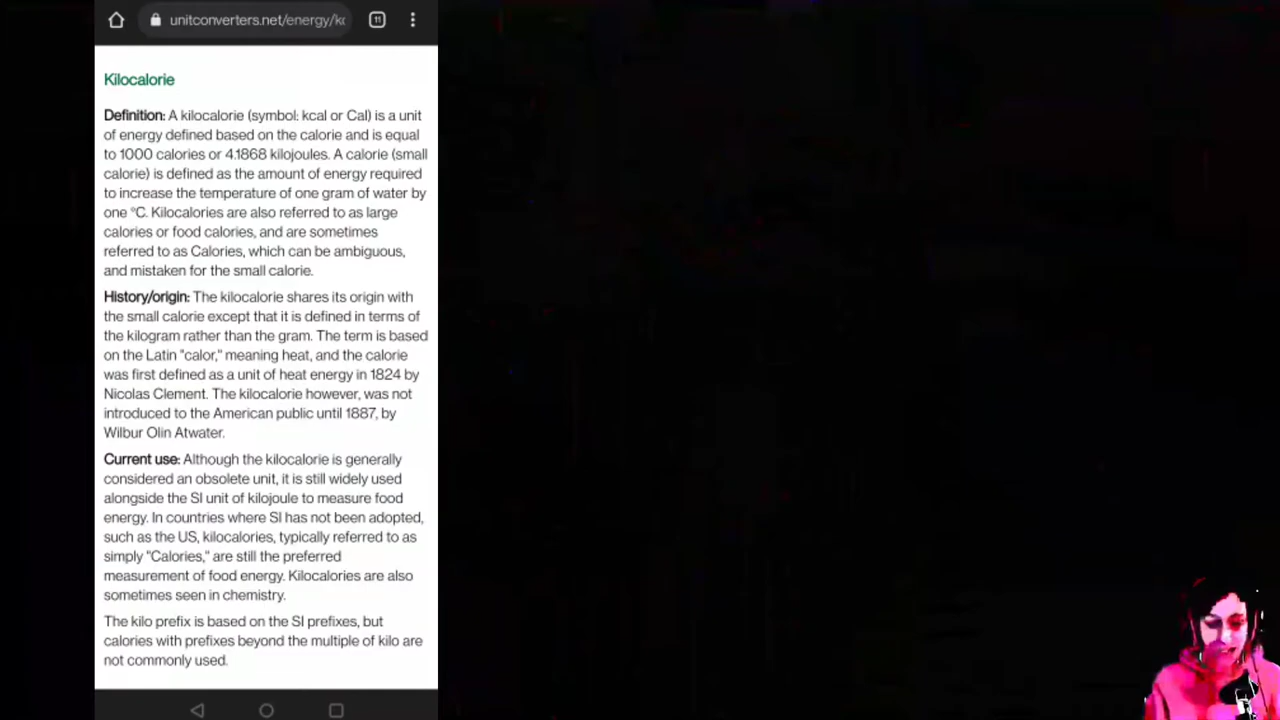 unitconverters.net/energy/kc
11
Kilocalorie
Definition: A kilocalorie (symbol: kcal or Cal) is a unit
of energy defined based on the calorie and is equal
to 1000 calories or 4.1868 kilojoules. A calorie (small
calorie) is defined as the amount of energy required
to increase the temperature of one gram of water by
one °C. Kilocalories are also referred to as large
calories or food calories, and are sometimes
referred to as Calories, which can be ambiguous,
and mistaken for the small calorie.
History/origin: The kilocalorie shares its origin with
the small calorie except that it is defined in terms of
the kilogram rather than the gram. The term is based
on the Latin "calor," meaning heat, and the calorie
was first defined as a unit of heat energy in 1824 by
Nicolas Clement. The kilocalorie however, was not
introduced to the American public until 1887, by
Wilbur Olin Atwater.
Current use: Although the kilocalorie is generally
considered an obsolete unit, it is still widely used
alongside the SI unit of kilojoule to measure food
energy. In countries where SI has not been adopted,
such as the US, kilocalories, typically referred to as
simply "Calories," are still the preferred
measurement of food energy. Kilocalories are also
sometimes seen in chemistry.
The kilo prefix is based on the SI prefixes, but
calories with prefixes beyond the multiple of kilo are
not commonly used.